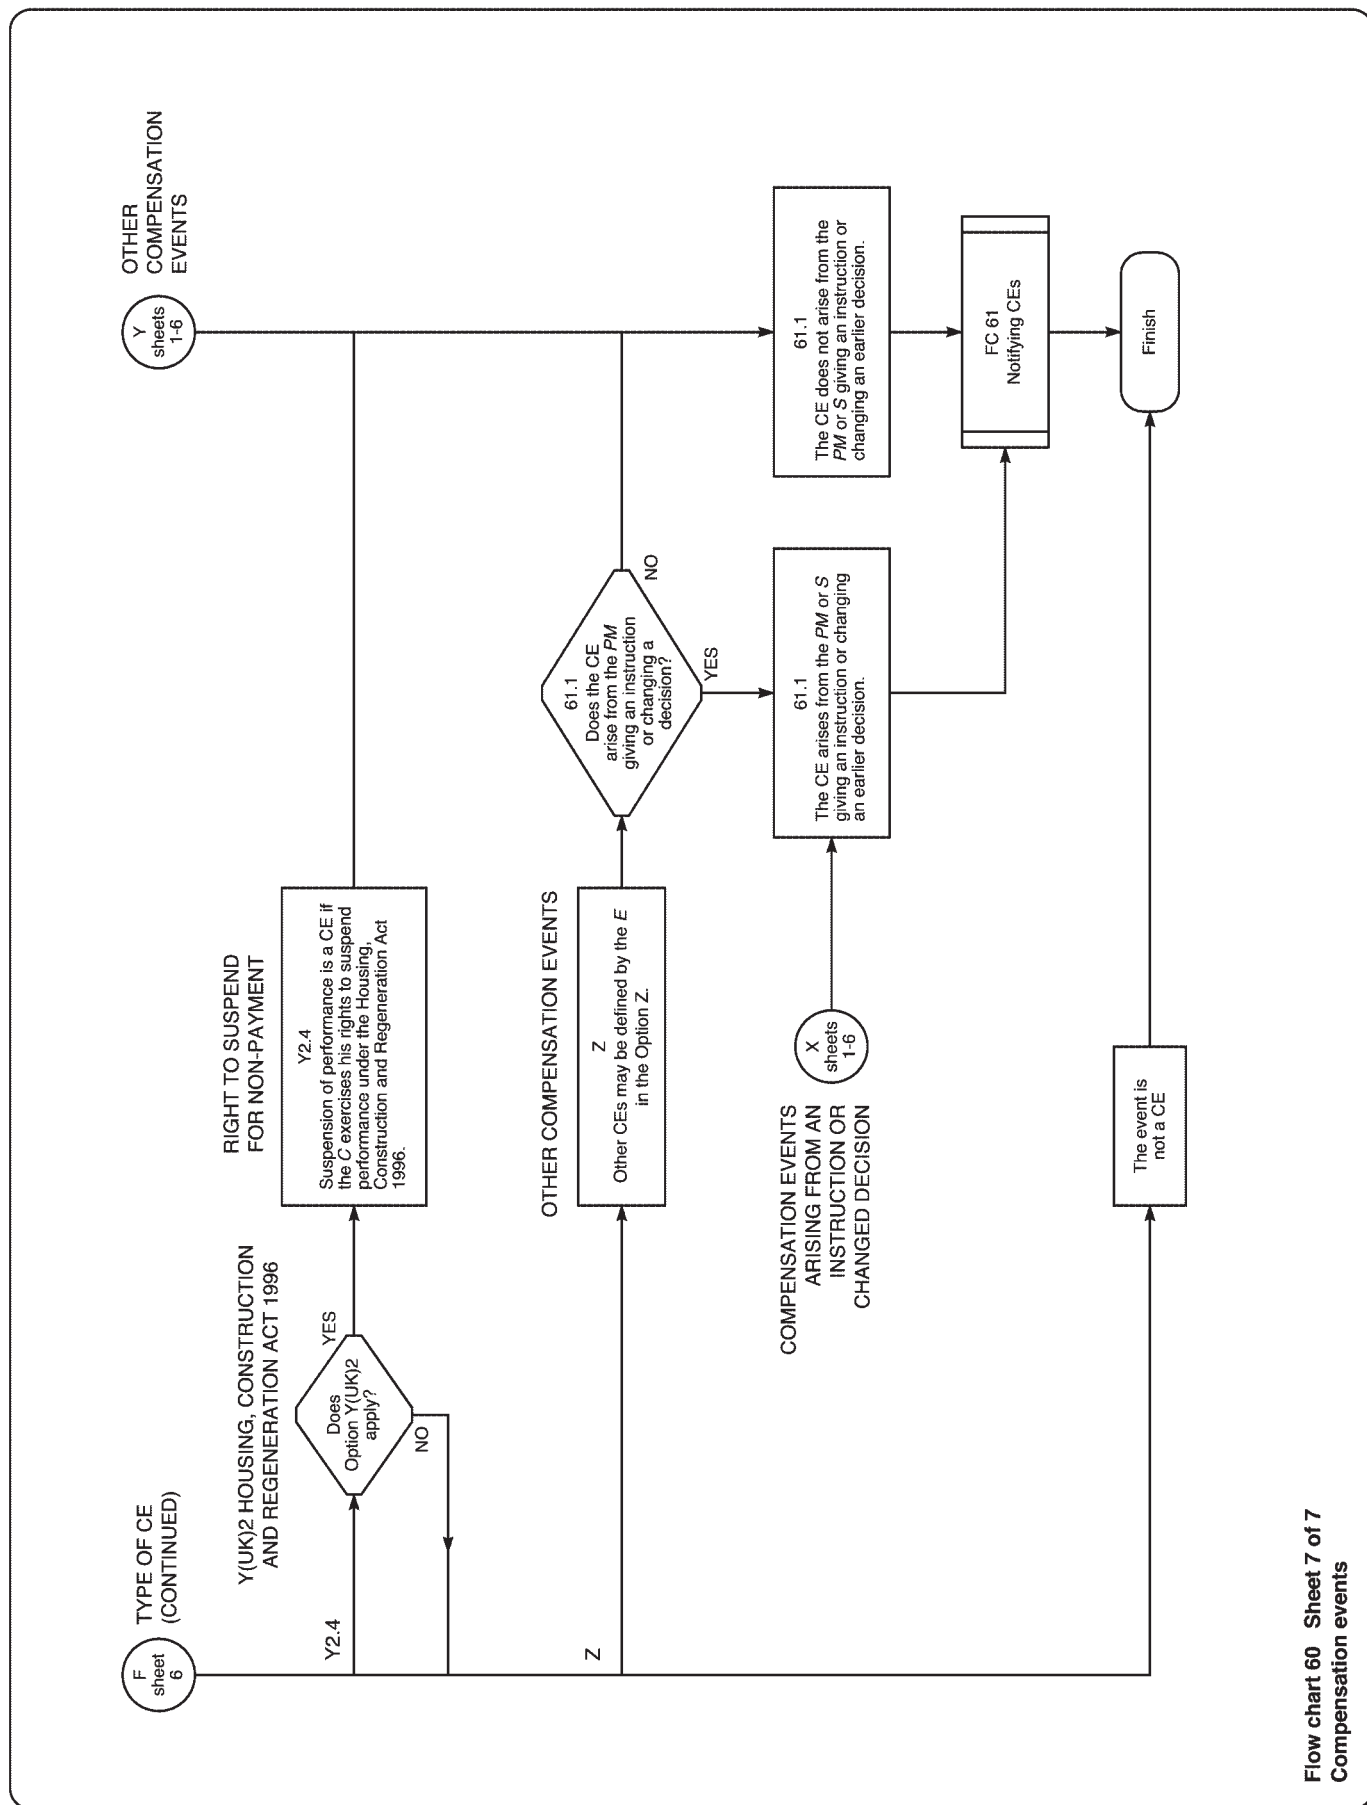 F
sheet
6
TYPE OF CE
(CONTINUED)
Y
sheets
1-6
OTHER
COMPENSATION
EVENTS
Y(UK)2 HOUSING, CONSTRUCTION
AND REGENERATION ACT 1996
RIGHT TO SUSPEND
FOR NON-PAYMENT
Y2.4
Does
Option Y(UK)2
apply?
YES
NO
Y2.4
Suspension of performance is a CE if
the C exercises his rights to suspend
performance under the Housing,
Construction and Regeneration Act
1996.
OTHER COMPENSATION EVENTS
Z
Z
Other CEs may be defined by the E
in the Option Z.
61.1
Does the CE
arise from the PM
giving an instruction
or changing a
decision?
NO
YES
COMPENSATION EVENTS
ARISING FROM AN
INSTRUCTION OR
CHANGED DECISION
X
sheets
1-6
61.1
The CE arises from the PM or S
giving an instruction or changing
an earlier decision.
61.1
The CE does not arise from the
PM or S giving an instruction or
changing an earlier decision.
FC 61
Notifying CEs
The event is
not a CE
Finish
Flow chart 60 Sheet 7 of 7
Compensation events